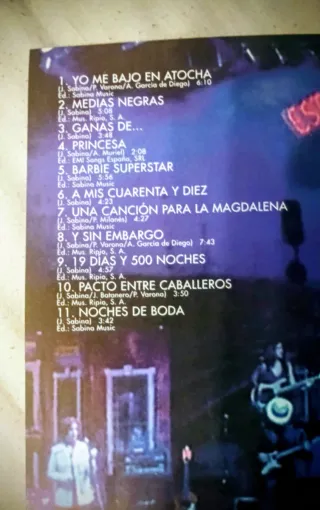 1. YO ME BAJO EN ATOCHA
(J. Sabina/P. Varona/A. García de Diego) 6:10
Ed.: Sabina Music
2. MEDIAS NEGRAS
(J. Sabina) 5:08
Ed.: Mus. Ripio, S. A.
3. GANAS DE...
(J. Sabina) 3:48
4. PRINCESA
(J. Sabina/A. Muriel) 2:08
Ed.: EMI Songs España, SRL
5. BARBIE SUPERSTAR
(J. Sabina) 5:56
Ed.: Sabina Music
6. A MIS CUARENTA Y DIEZ
(J. Sabina) 4:23
7. UNA CANCIÓN PARA LA MAGDALENA
(J. Sabina/P. Milanés) 4:27
Ed.: Sabina Music
8. Y SIN EMBARGO
(J. Sabina/P. Varona/A. García de Diego) 7:43
Ed.: Mus. Ripio, S. A.
9. 19 DÍAS Y 500 NOCHES
(J. Sabina) 4:57
Ed.: Mus. Ripio, S. A.
10. PACTO ENTRE CABALLEROS
(J. Sabina/J. Batanero/P. Varona) 3:50
Ed.: Mus. Ripio, S. A.
11. NOCHES DE BODA
(J. Sabina) 3:42
Ed.: Sabina Music